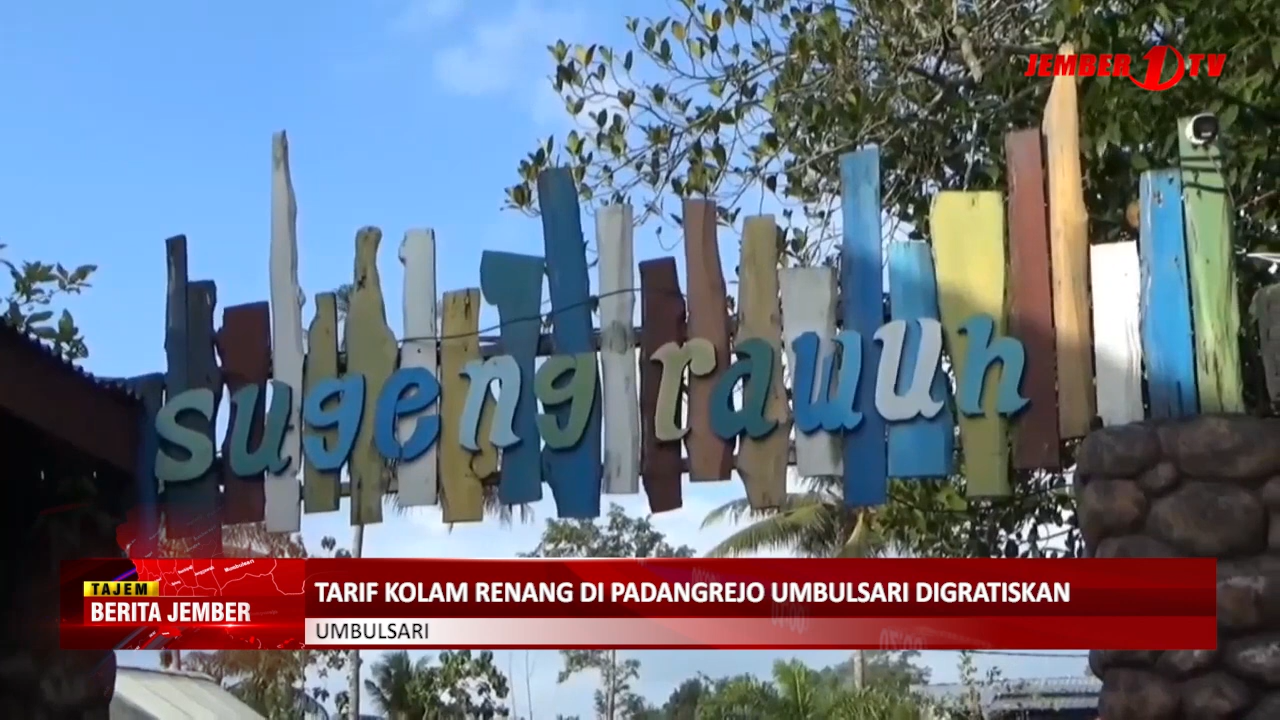 JEMBER 1 TV
sugeng rawuh
TAJEM
BERITA JEMBER
TARIF KOLAM RENANG DI PADANGREJO UMBULSARI DIGRATISKAN
UMBULSARI